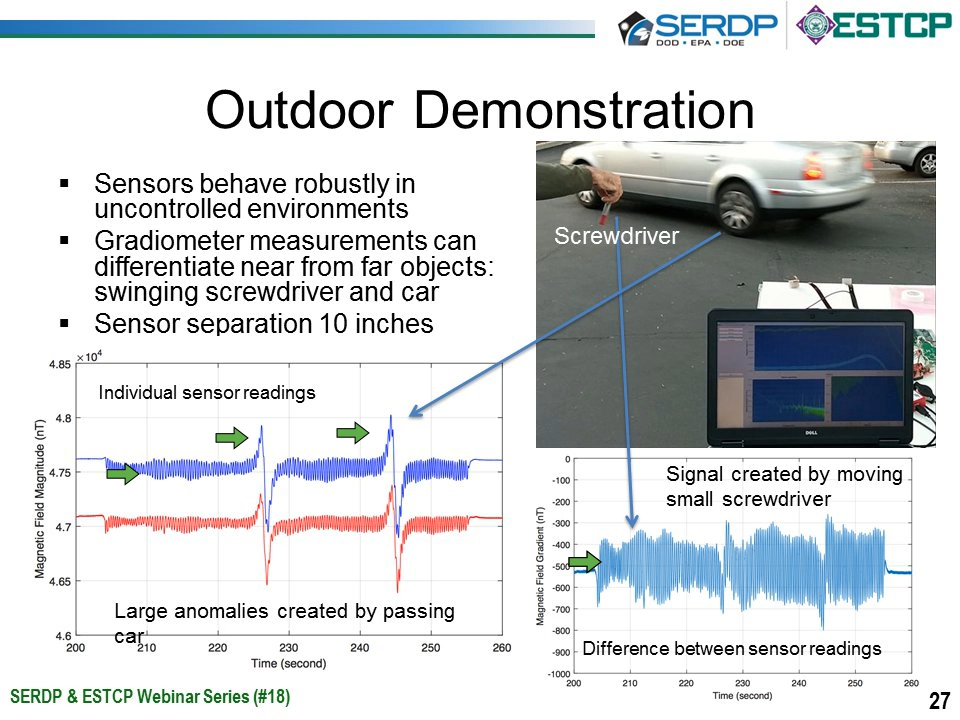 SERDP
DOD • EPA • DOE
ESTCP
Outdoor Demonstration
▪ Sensors behave robustly in
uncontrolled environments
▪ Gradiometer measurements can
differentiate near from far objects:
swinging screwdriver and car
▪ Sensor separation 10 inches
Screwdriver
DELL
×10⁴
Individual sensor readings
Magnetic Field Magnitude (nT)
4.85
4.8
4.75
4.7
4.65
4.6
Large anomalies created by passing
car
200 210 220 230 240 250 260
Time (second)
Signal created by moving
small screwdriver
Magnetic Field Gradient (nT)
0
-100
-200
-300
-400
-500
-600
-700
-800
-900
-1000
Difference between sensor readings
200 210 220 230 240 250 260
Time (second)
SERDP & ESTCP Webinar Series (#18)
27